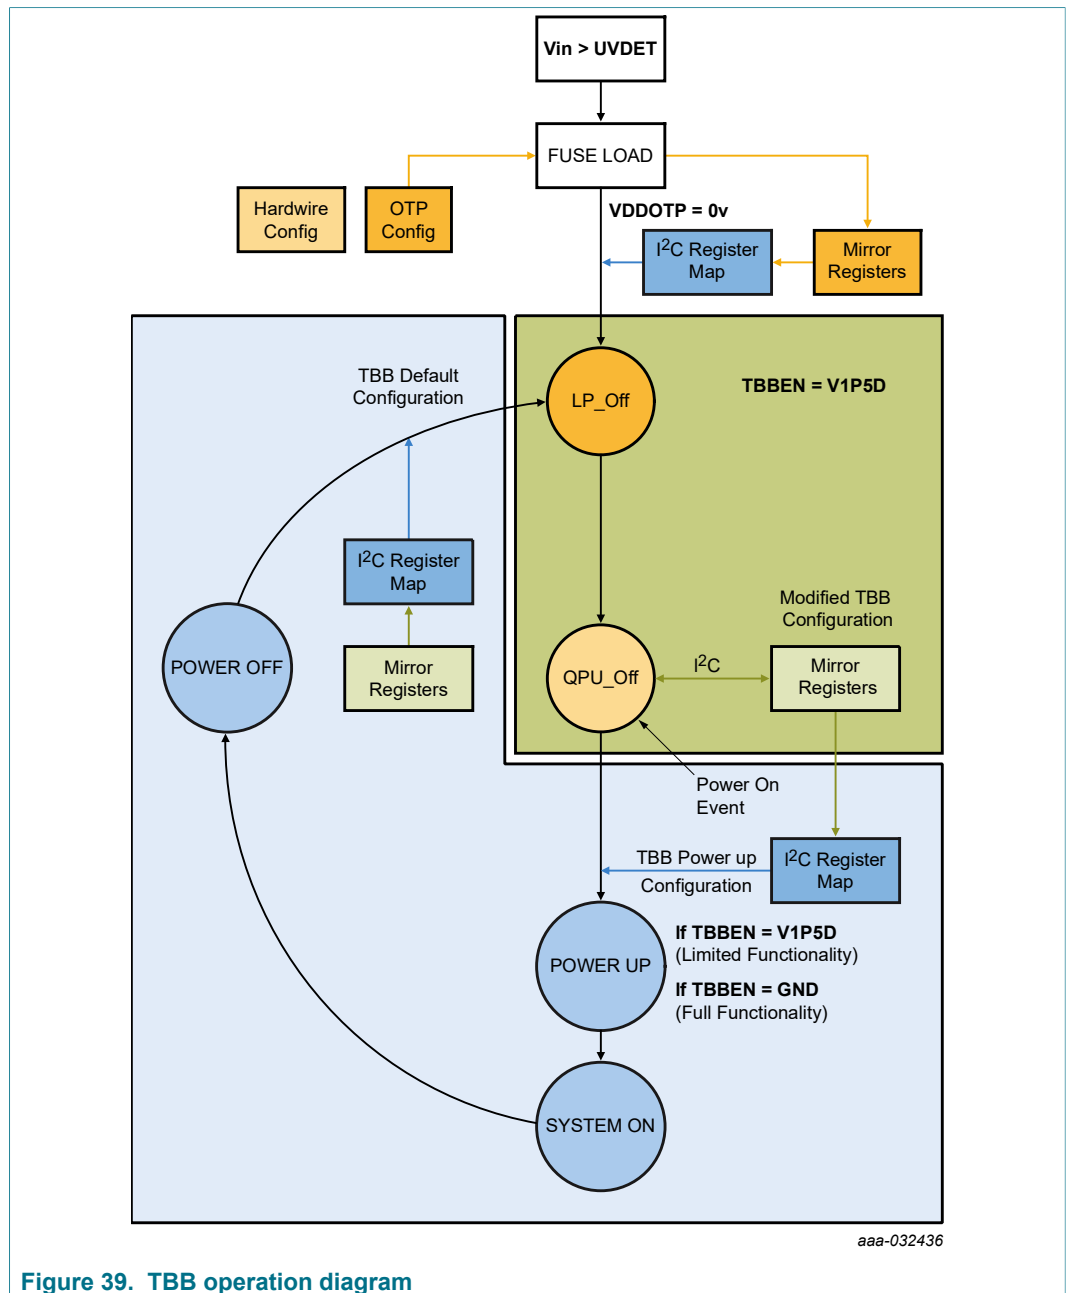 Vin > UVDET
FUSE LOAD
Hardwire
Config
OTP
Config
VDDOTP = 0v
I2C Register
Map
Mirror
Registers
TBB Default
Configuration
LP_Off
TBBEN = V1P5D
I2C Register
Map
Mirror
Registers
POWER OFF
QPU_Off
I2C
Modified TBB
Configuration
Mirror
Registers
Power On
Event
TBB Power up
Configuration
I2C Register
Map
POWER UP
If TBBEN = V1P5D
(Limited Functionality)
If TBBEN = GND
(Full Functionality)
SYSTEM ON
aaa-032436
Figure 39. TBB operation diagram